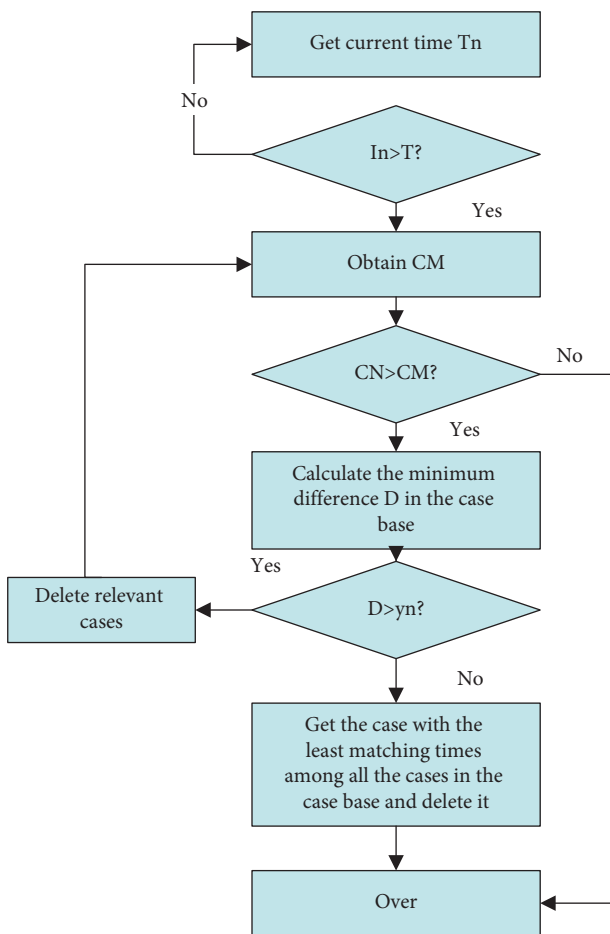 Get current time Tn
No
In>T?
Yes
Obtain CM
CN>CM?
No
Yes
Calculate the minimum
difference D in the case
base
Yes
Delete relevant
cases
D>yn?
No
Get the case with the
least matching times
among all the cases in the
case base and delete it
Over